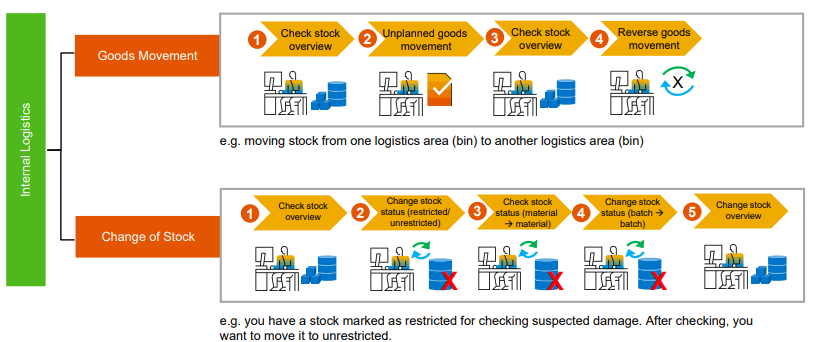 Internal Logistics
Goods Movement
1
Check stock
overview
2
Unplanned goods
movement
3
Check stock
overview
4
Reverse goods
movement
X
e.g. moving stock from one logistics area (bin) to another logistics area (bin)
Change of Stock
1
Check stock
overview
2
Change stock
status (restricted/
unrestricted)
3
Check stock
status (material
→ material)
4
Change stock
status (batch →
batch)
5
Change stock
overview
X
X
X
e.g. you have a stock marked as restricted for checking suspected damage. After checking, you
want to move it to unrestricted.